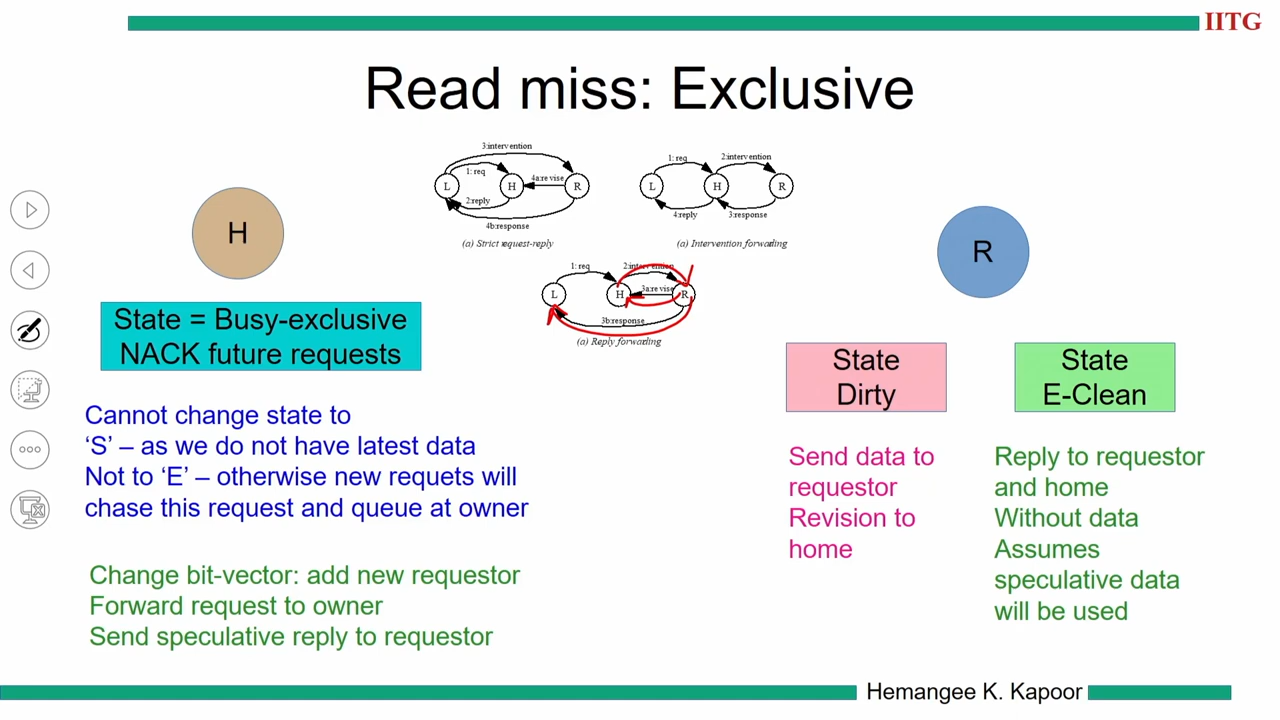 IITG
Read miss: Exclusive
3:intervention
1: req
4a:re vise
2:reply
4b:response
L
H
R
(a) Strict request-reply
1: req
2:intervention
L
H
R
4:reply
3:response
(a) Intervention forwarding
1: req
2:intervention
3a:re vise
L
H
R
3b:response
(a) Reply forwarding
H
State = Busy-exclusive
NACK future requests
Cannot change state to
‘S’ – as we do not have latest data
Not to ‘E’ – otherwise new requets will
chase this request and queue at owner
Change bit-vector: add new requestor
Forward request to owner
Send speculative reply to requestor
R
State
Dirty
Send data to
requestor
Revision to
home
State
E-Clean
Reply to requestor
and home
Without data
Assumes
speculative data
will be used
Hemangee K. Kapoor